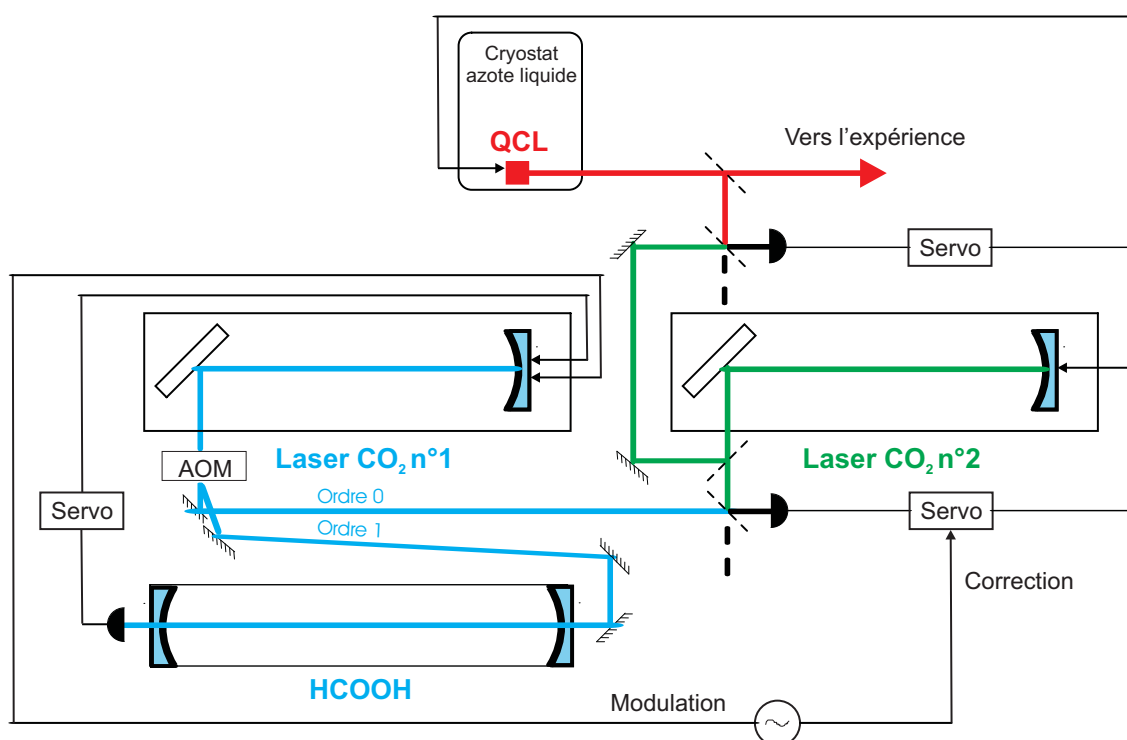 Cryostat
azote liquide
QCL
Vers l'expérience
Servo
Laser CO2 n°1
Laser CO2 n°2
AOM
Ordre 0
Servo
Servo
Ordre 1
Correction
HCOOH
Modulation